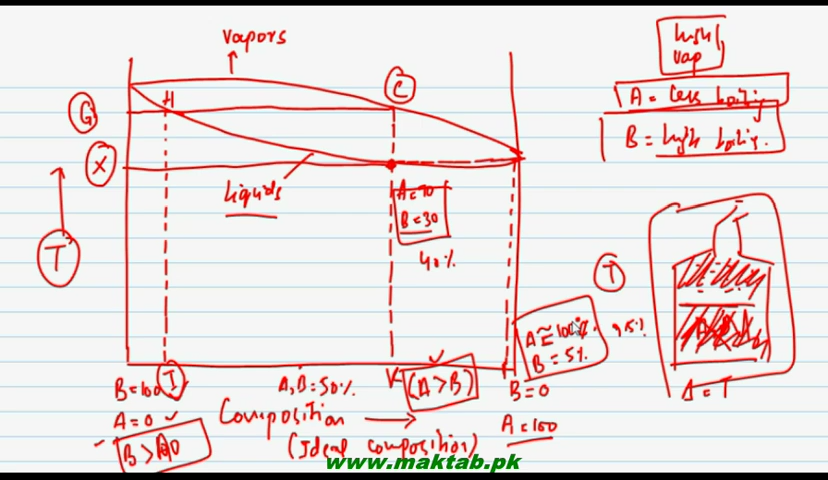 vapors
high
vap
A = Less boiling
B = high boiling.
H
C
G
X
Liquids
A = 70
B = 30
40%
T
T
T
A ≅ 100%. 95%
B = 5%
A = T
B = 100
A, B = 50%
K
(A > B)
B = 0
A = 0
Composition
A = 100
B > A
(Ideal composition)
www.maktab.pk